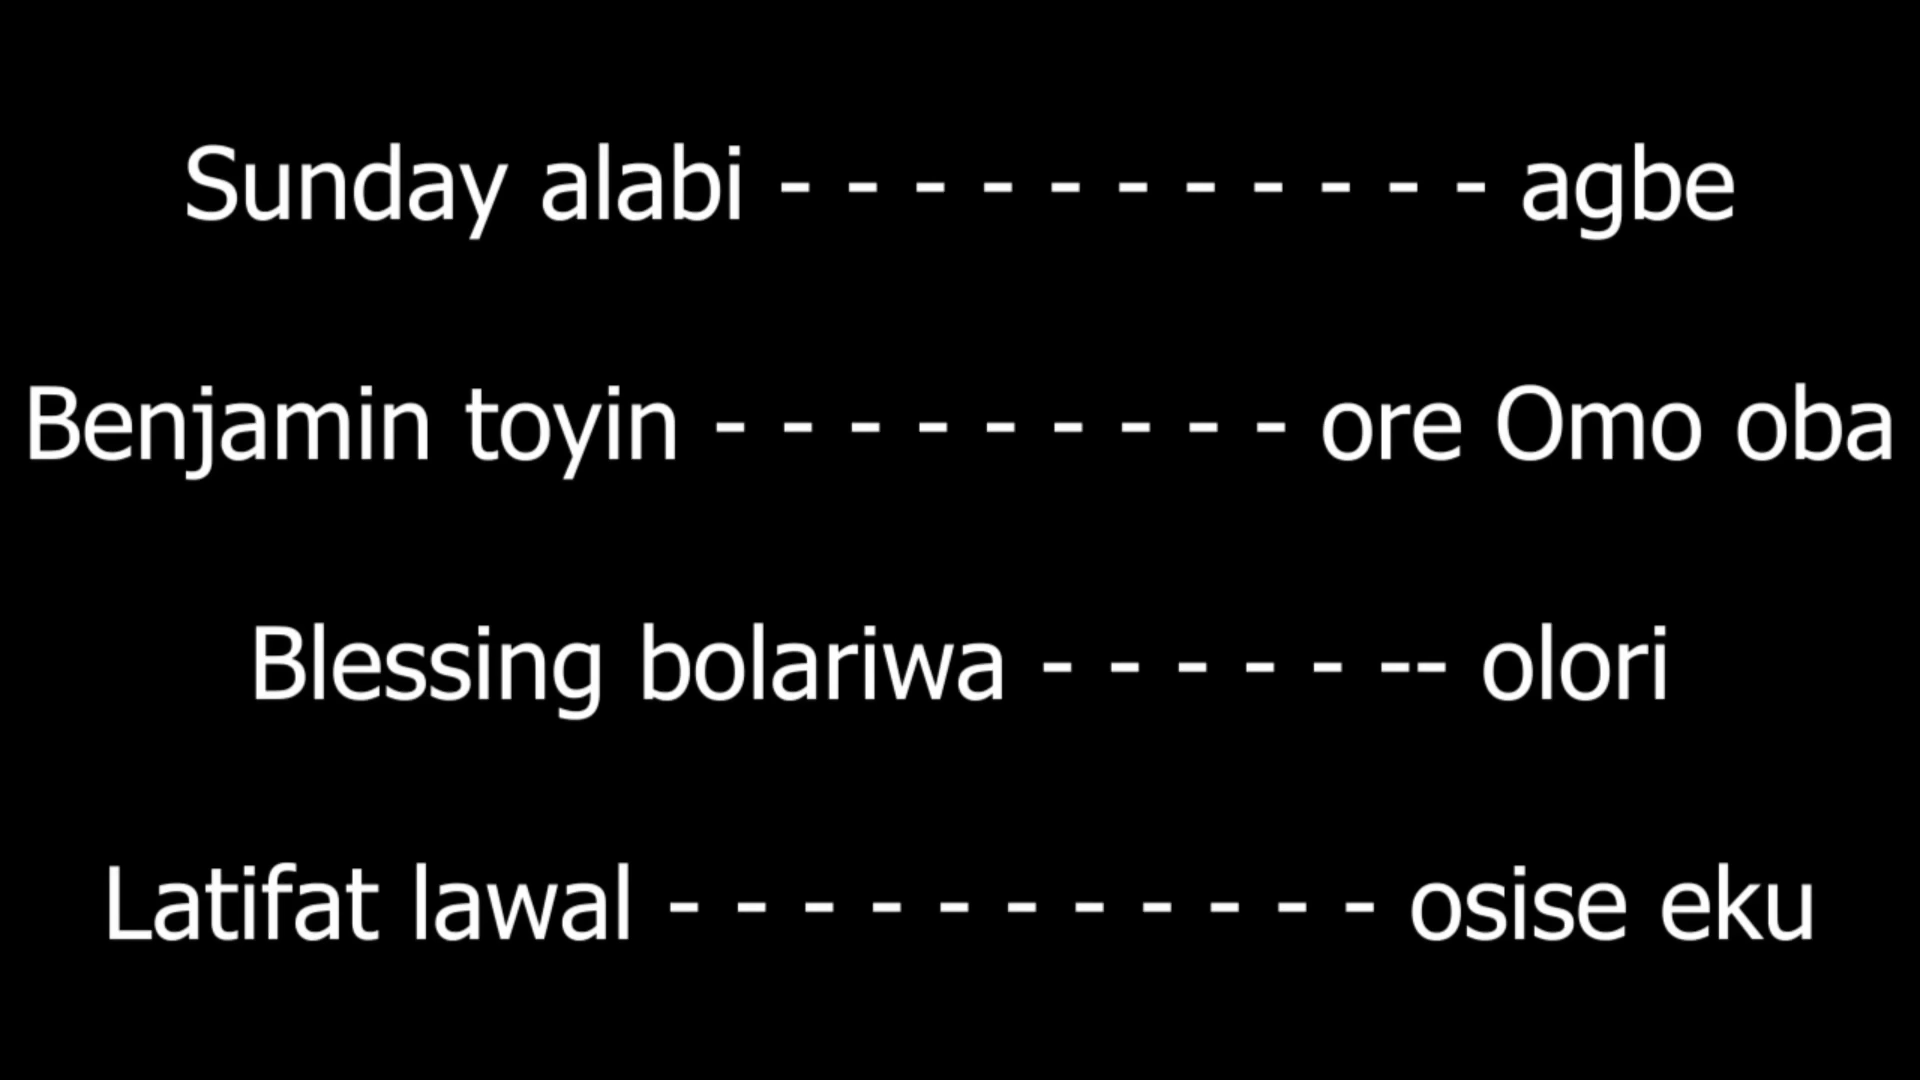 Sunday alabi - - - - - - - - - - - agbe
Benjamin toyin - - - - - - - - - ore Omo oba
Blessing bolariwa - - - - - -- olori
Latifat lawal - - - - - - - - - - - osise eku